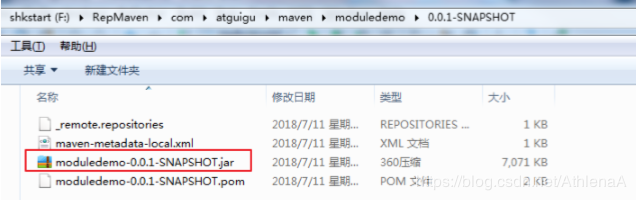 shkstart (F:) ▸ RepMaven ▸ com ▸ atguigu ▸ maven ▸ moduledemo ▸ 0.0.1-SNAPSHOT
工具(T) 帮助(H)
共享 新建文件夹
名称 修改日期 类型 大小
_remote.repositories 2018/7/11 星期... REPOSITORIES ... 1 KB
maven-metadata-local.xml 2018/7/11 星期... XML 文档 1 KB
moduledemo-0.0.1-SNAPSHOT.jar 2018/7/11 星期... 360压缩 7,071 KB
moduledemo-0.0.1-SNAPSHOT.pom 2018/7/11 星期... POM 文件 2 KB
https://blog.csdn.net/AthlenaA